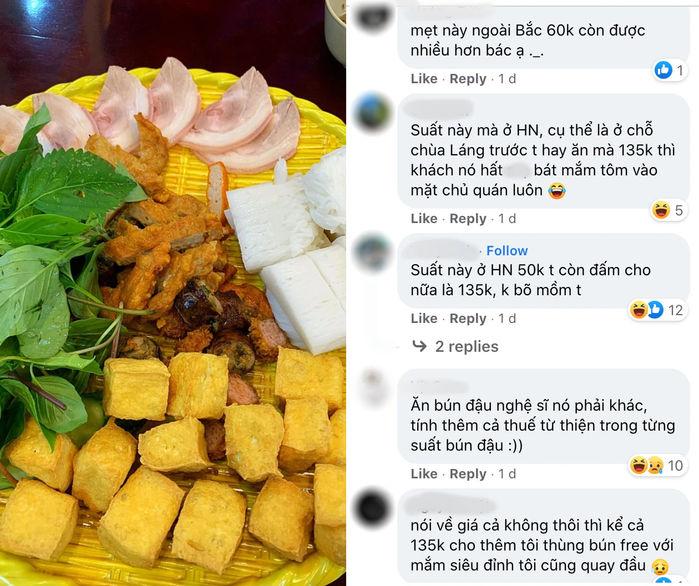 mẹt này ngoài Bắc 60k còn được
nhiều hơn bác ạ ._.
Like · Reply · 1 d
1
Suất này mà ở HN, cụ thể là ở chỗ
chùa Láng trước t hay ăn mà 135k thì
khách nó hất bát mắm tôm vào
mặt chủ quán luôn 😂
Like · Reply · 1 d
5
· Follow
Suất này ở HN 50k t còn đấm cho
nữa là 135k, k bõ mồm t
Like · Reply · 1 d
12
2 replies
Ăn bún đậu nghệ sĩ nó phải khác,
tính thêm cả thuế từ thiện trong từng
suất bún đậu :))
Like · Reply · 1 d
10
nói về giá cả không thôi thì kể cả
135k cho thêm tôi thùng bún free với
mắm siêu đỉnh tôi cũng quay đầu 😥
Like · Reply · 1 d